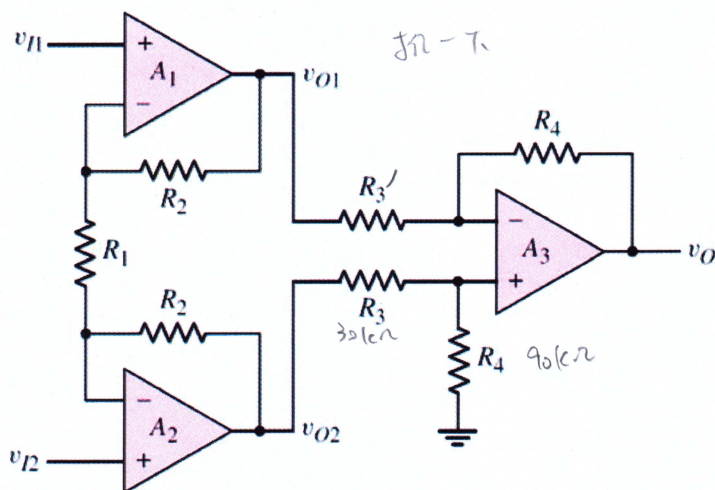 v_I1
+
A_1
−
v_O1
R_4
R_2
R_3′
−
R_1
A_3
v_O
R_2
R_3
+
30kΩ
R_4 90kΩ
−
A_2
v_O2
v_I2
+